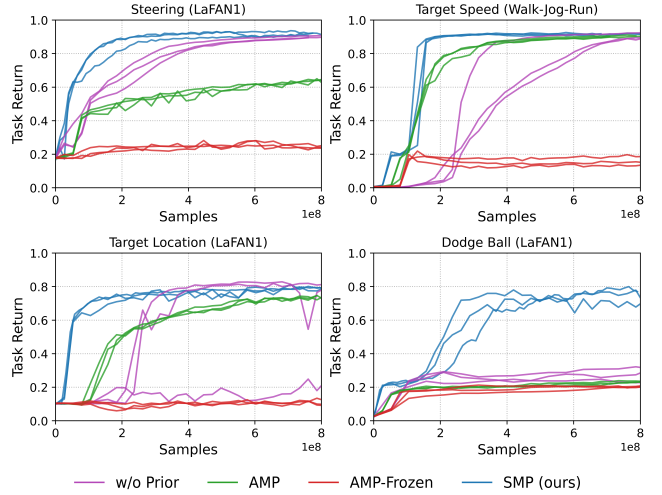 Steering (LaFAN1)
Task Return
1.0
0.8
0.6
0.4
0.2
0.0
0 2 4 6 8
Samples
1e8
Target Speed (Walk-Jog-Run)
Task Return
1.0
0.8
0.6
0.4
0.2
0.0
0 2 4 6 8
Samples
1e8
Target Location (LaFAN1)
Task Return
1.0
0.8
0.6
0.4
0.2
0.0
0 2 4 6 8
Samples
1e8
Dodge Ball (LaFAN1)
Task Return
1.0
0.8
0.6
0.4
0.2
0.0
0 2 4 6 8
Samples
1e8
w/o Prior AMP AMP-Frozen SMP (ours)